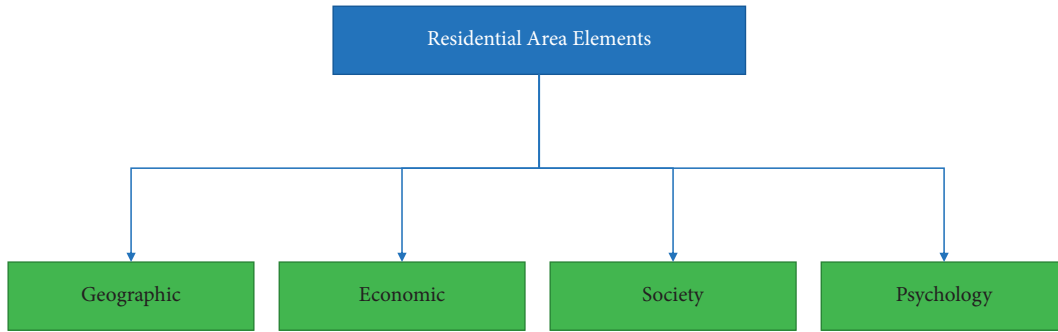 Residential Area Elements
Geographic
Economic
Society
Psychology